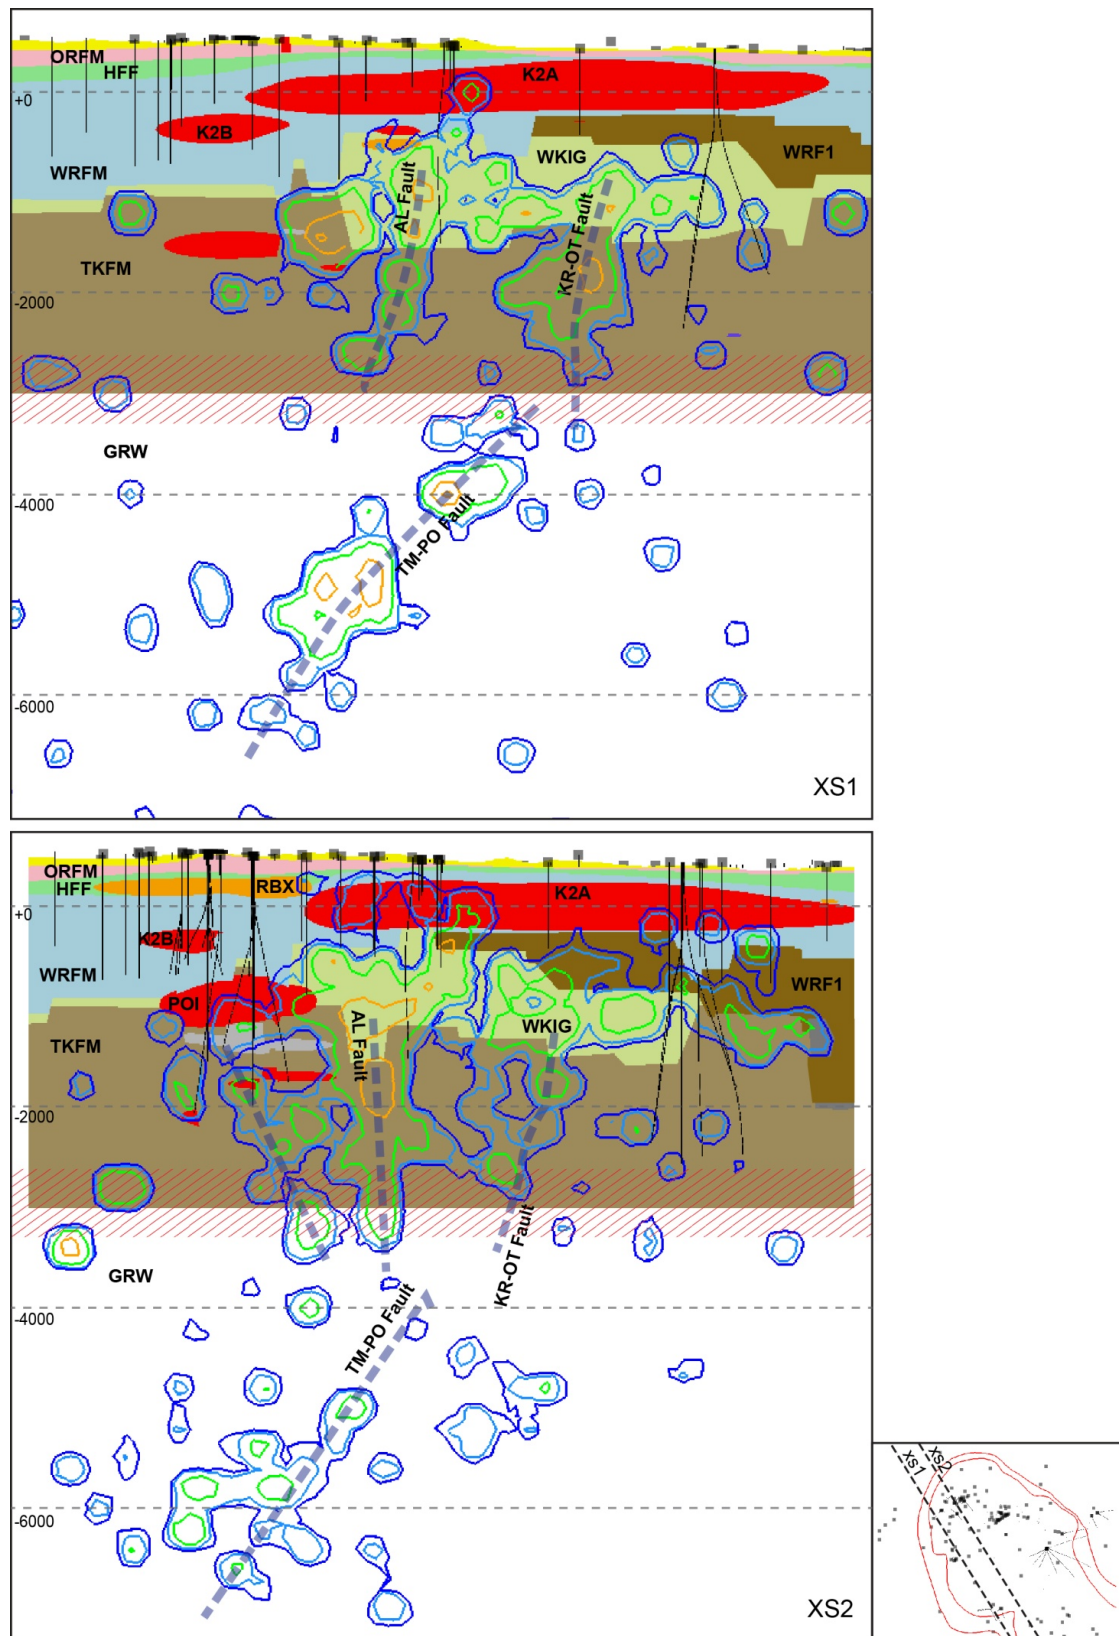 ORFM
HFF
K2A
+0
K2B
WKIG
WRF1
WRFM
AL Fault
KR-OT Fault
TKFM
-2000
GRW
-4000
TM-PO Fault
-6000
XS1
ORFM
HFF
RBX
K2A
+0
K2B
WRFM
POI
WRF1
WKIG
AL Fault
TKFM
-2000
KR-OT Fault
GRW
TM-PO Fault
-4000
-6000
XS2
xs1
xs2